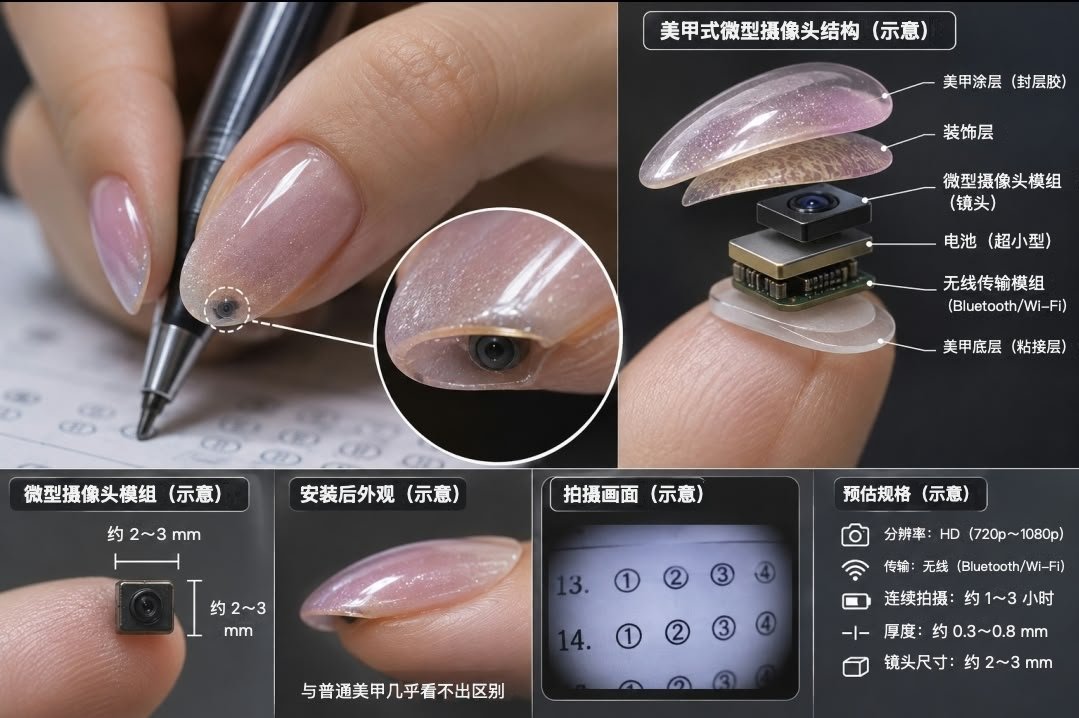 美甲式微型摄像头结构（示意）
美甲涂层（封层胶）
装饰层
微型摄像头模组
（镜头）
电池（超小型）
无线传输模组
（Bluetooth/Wi-Fi）
美甲底层（粘接层）
微型摄像头模组（示意）
约 2～3 mm
约 2～3
mm
安装后外观（示意）
与普通美甲几乎看不出区别
拍摄画面（示意）
13. ① ② ③ ④
14. ① ② ③ ④
预估规格（示意）
分辨率：HD（720p～1080p）
传输：无线（Bluetooth/Wi-Fi）
连续拍摄：约 1～3 小时
厚度：约 0.3～0.8 mm
镜头尺寸：约 2～3 mm